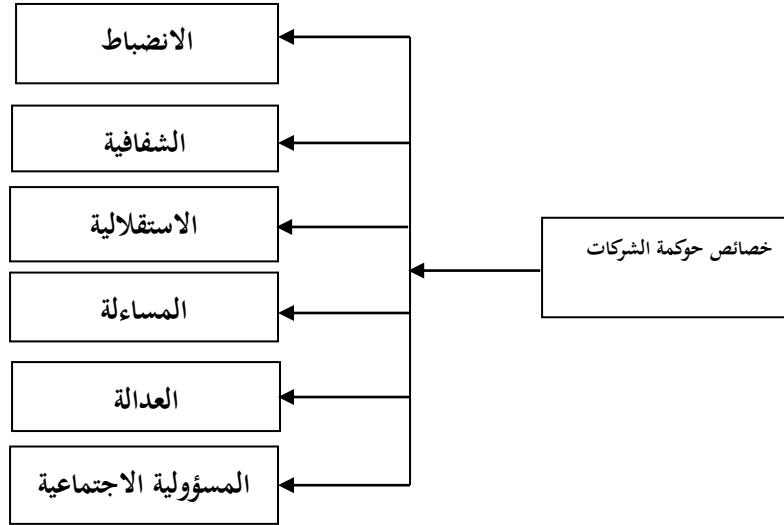 الانضباط
الشفافية
الاستقلالية
خصائص حوكمة الشركات
المساءلة
العدالة
المسؤولية الاجتماعية